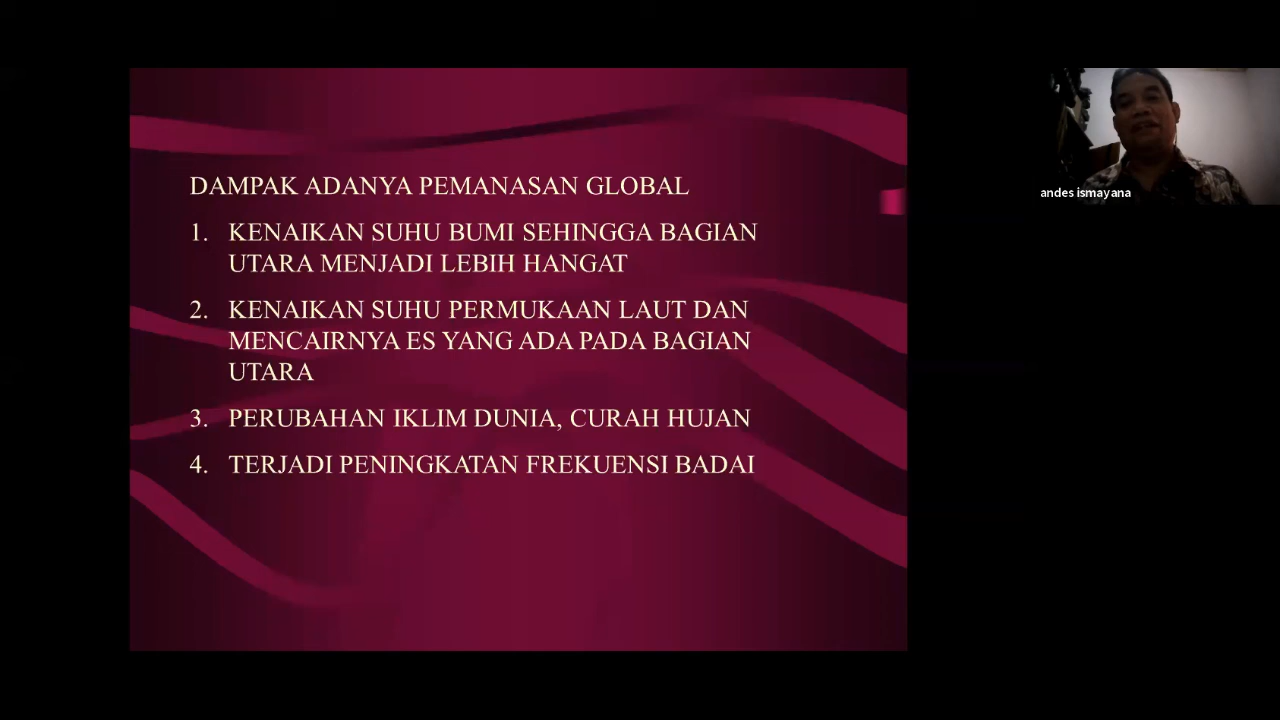 DAMPAK ADANYA PEMANASAN GLOBAL
1. KENAIKAN SUHU BUMI SEHINGGA BAGIAN
UTARA MENJADI LEBIH HANGAT
2. KENAIKAN SUHU PERMUKAAN LAUT DAN
MENCAIRNYA ES YANG ADA PADA BAGIAN
UTARA
3. PERUBAHAN IKLIM DUNIA, CURAH HUJAN
4. TERJADI PENINGKATAN FREKUENSI BADAI
andes ismayana